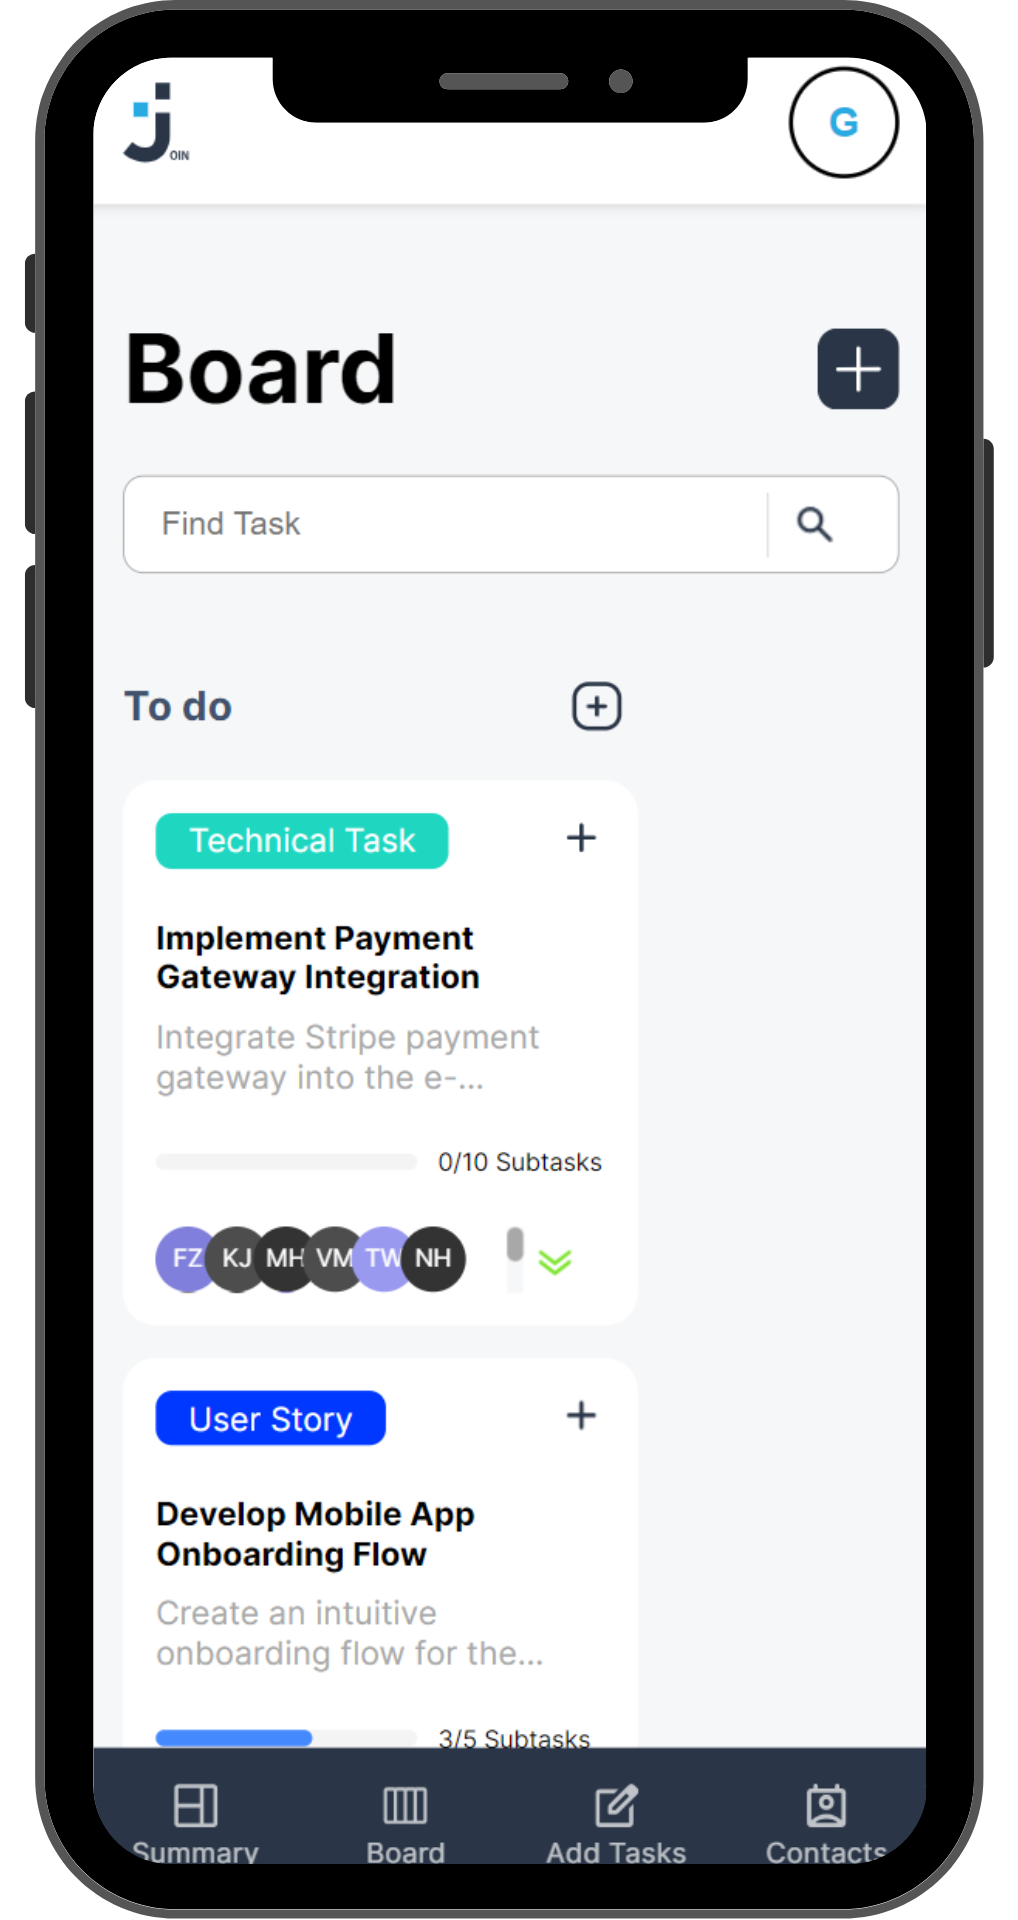 OIN
G
Board
Find Task
To do
Technical Task
Implement Payment
Gateway Integration
Integrate Stripe payment
gateway into the e-...
0/10 Subtasks
FZ KJ MH VM TW NH
User Story
Develop Mobile App
Onboarding Flow
Create an intuitive
onboarding flow for the...
3/5 Subtasks
Summary Board Add Tasks Contacts